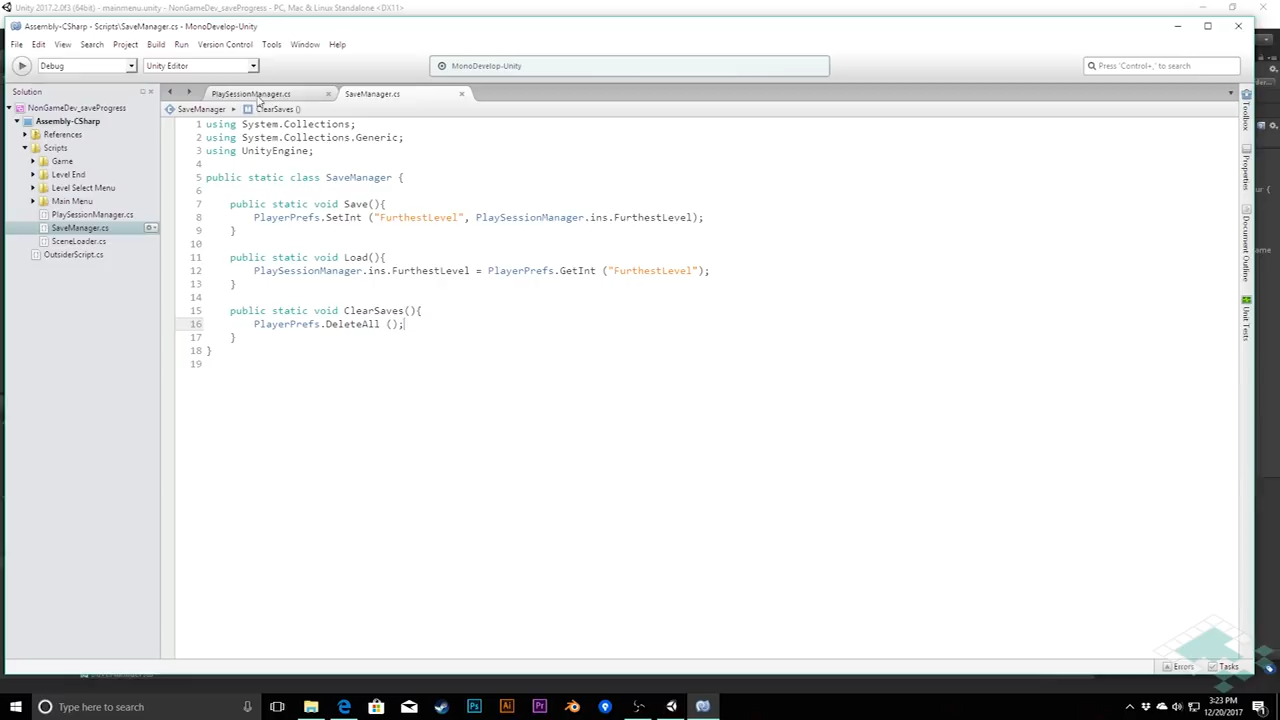 Unity 2017.2.0f3 (64bit) - mainmenu.unity - NonGameDev_saveProgress - PC, Mac & Linux Standalone <DX11>
Assembly-CSharp - Scripts\SaveManager.cs - MonoDevelop-Unity
File Edit View Search Project Build Run Version Control Tools Window Help
Debug Unity Editor MonoDevelop-Unity Press 'Control+,' to search
Solution PlaySessionManager.cs SaveManager.cs
NonGameDev_saveProgress SaveManager ClearSaves ()
Assembly-CSharp
References
Scripts
Game
Level End
Level Select Menu
Main Menu
PlaySessionManager.cs
SaveManager.cs
SceneLoader.cs
OutsiderScript.cs
1 using System.Collections;
2 using System.Collections.Generic;
3 using UnityEngine;
4
5 public static class SaveManager {
6
7 public static void Save(){
8 PlayerPrefs.SetInt ("FurthestLevel", PlaySessionManager.ins.FurthestLevel);
9 }
10
11 public static void Load(){
12 PlaySessionManager.ins.FurthestLevel = PlayerPrefs.GetInt ("FurthestLevel");
13 }
14
15 public static void ClearSaves(){
16 PlayerPrefs.DeleteAll ();
17 }
18 }
19
Toolbox
Properties
Document Outline
Unit Tests
Errors Tasks
Type here to search
3:23 PM
12/20/2017